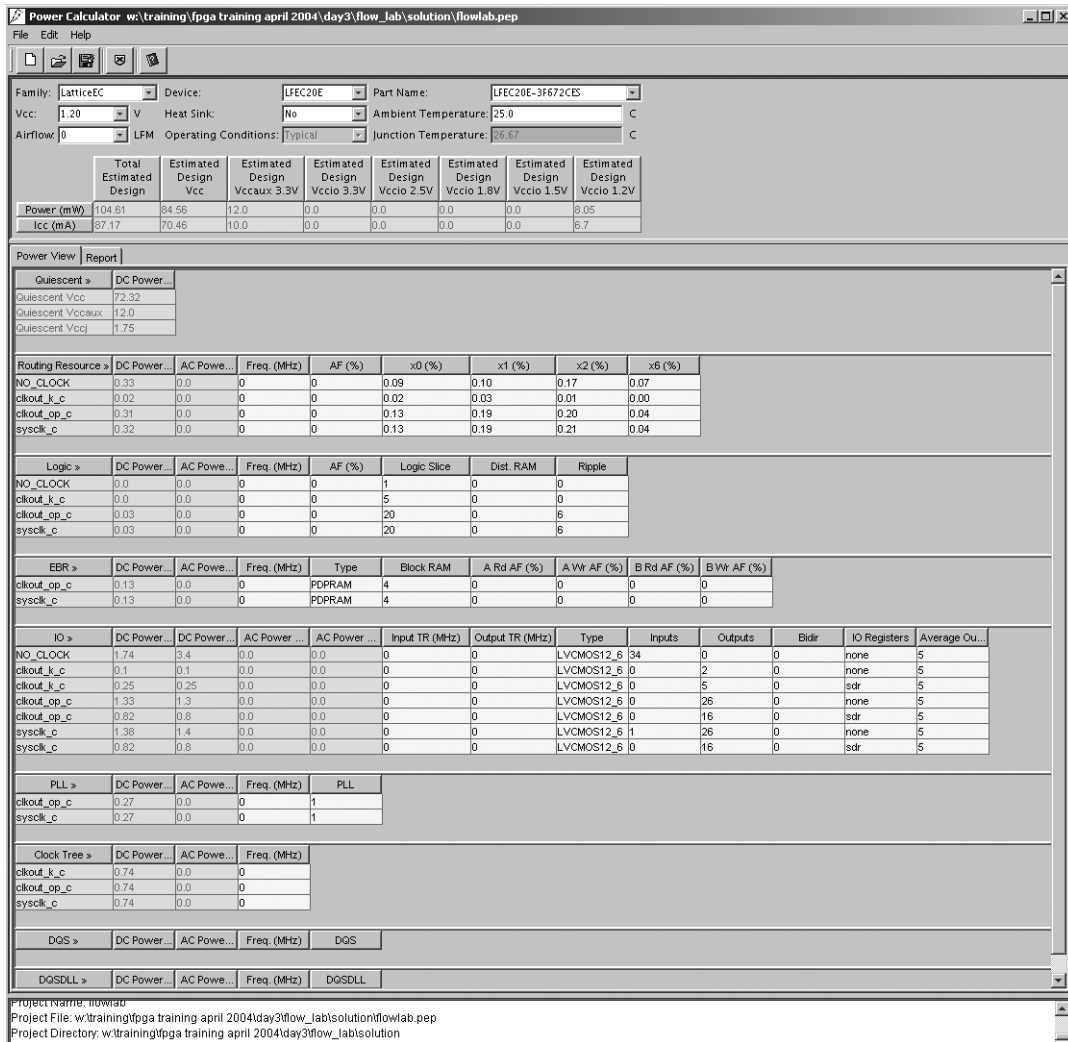 Power Calculator w:\training\fpga training april 2004\day3\flow_lab\solution\flowlab.pep
File Edit Help
Family: LatticeEC Device: LFEC20E Part Name: LFEC20E-3F672CES
Vcc: 1.20 V Heat Sink: No Ambient Temperature: 25.0 C
Airflow: 0 LFM Operating Conditions: Typical Junction Temperature: 26.67 C
Total Estimated Design Estimated Design Vcc Estimated Design Vccaux 3.3V Estimated Design Vccio 3.3V Estimated Design Vccio 2.5V Estimated Design Vccio 1.8V Estimated Design Vccio 1.5V Estimated Design Vccio 1.2V
Power (mW) 104.61 84.56 12.0 0.0 0.0 0.0 0.0 8.05
Icc (mA) 87.17 70.46 10.0 0.0 0.0 0.0 0.0 6.7
Power View Report
Quiescent » DC Power...
Quiescent Vcc 72.32
Quiescent Vccaux 12.0
Quiescent Vccj 1.75
Routing Resource » DC Power... AC Powe... Freq. (MHz) AF (%) x0 (%) x1 (%) x2 (%) x6 (%)
NO_CLOCK 0.33 0.0 0 0 0.09 0.10 0.17 0.07
clkout_k_c 0.02 0.0 0 0 0.02 0.03 0.01 0.00
clkout_op_c 0.31 0.0 0 0 0.13 0.19 0.20 0.04
sysclk_c 0.32 0.0 0 0 0.13 0.19 0.21 0.04
Logic » DC Power... AC Powe... Freq. (MHz) AF (%) Logic Slice Dist. RAM Ripple
NO_CLOCK 0.0 0.0 0 0 1 0 0
clkout_k_c 0.0 0.0 0 0 5 0 0
clkout_op_c 0.03 0.0 0 0 20 0 6
sysclk_c 0.03 0.0 0 0 20 0 6
EBR » DC Power... AC Powe... Freq. (MHz) Type Block RAM A Rd AF (%) A Wr AF (%) B Rd AF (%) B Wr AF (%)
clkout_op_c 0.13 0.0 0 PDPRAM 4 0 0 0 0
sysclk_c 0.13 0.0 0 PDPRAM 4 0 0 0 0
IO » DC Power... DC Power... AC Power ... AC Power ... Input TR (MHz) Output TR (MHz) Type Inputs Outputs Bidir IO Registers Average Ou...
NO_CLOCK 1.74 3.4 0.0 0.0 0 0 LVCMOS12_6 34 0 0 none 5
clkout_k_c 0.1 0.1 0.0 0.0 0 0 LVCMOS12_6 0 2 0 none 5
clkout_k_c 0.25 0.25 0.0 0.0 0 0 LVCMOS12_6 0 5 0 sdr 5
clkout_op_c 1.33 1.3 0.0 0.0 0 0 LVCMOS12_6 0 26 0 none 5
clkout_op_c 0.82 0.8 0.0 0.0 0 0 LVCMOS12_6 0 16 0 sdr 5
sysclk_c 1.38 1.4 0.0 0.0 0 0 LVCMOS12_6 1 26 0 none 5
sysclk_c 0.82 0.8 0.0 0.0 0 0 LVCMOS12_6 0 16 0 sdr 5
PLL » DC Power... AC Powe... Freq. (MHz) PLL
clkout_op_c 0.27 0.0 0 1
sysclk_c 0.27 0.0 0 1
Clock Tree » DC Power... AC Powe... Freq. (MHz)
clkout_k_c 0.74 0.0 0
clkout_op_c 0.74 0.0 0
sysclk_c 0.74 0.0 0
DQS » DC Power... AC Powe... Freq. (MHz) DQS
DQSDLL » DC Power... AC Powe... Freq. (MHz) DQSDLL
Project Name: flowlab
Project File: w:\training\fpga training april 2004\day3\flow_lab\solution\flowlab.pep
Project Directory: w:\training\fpga training april 2004\day3\flow_lab\solution